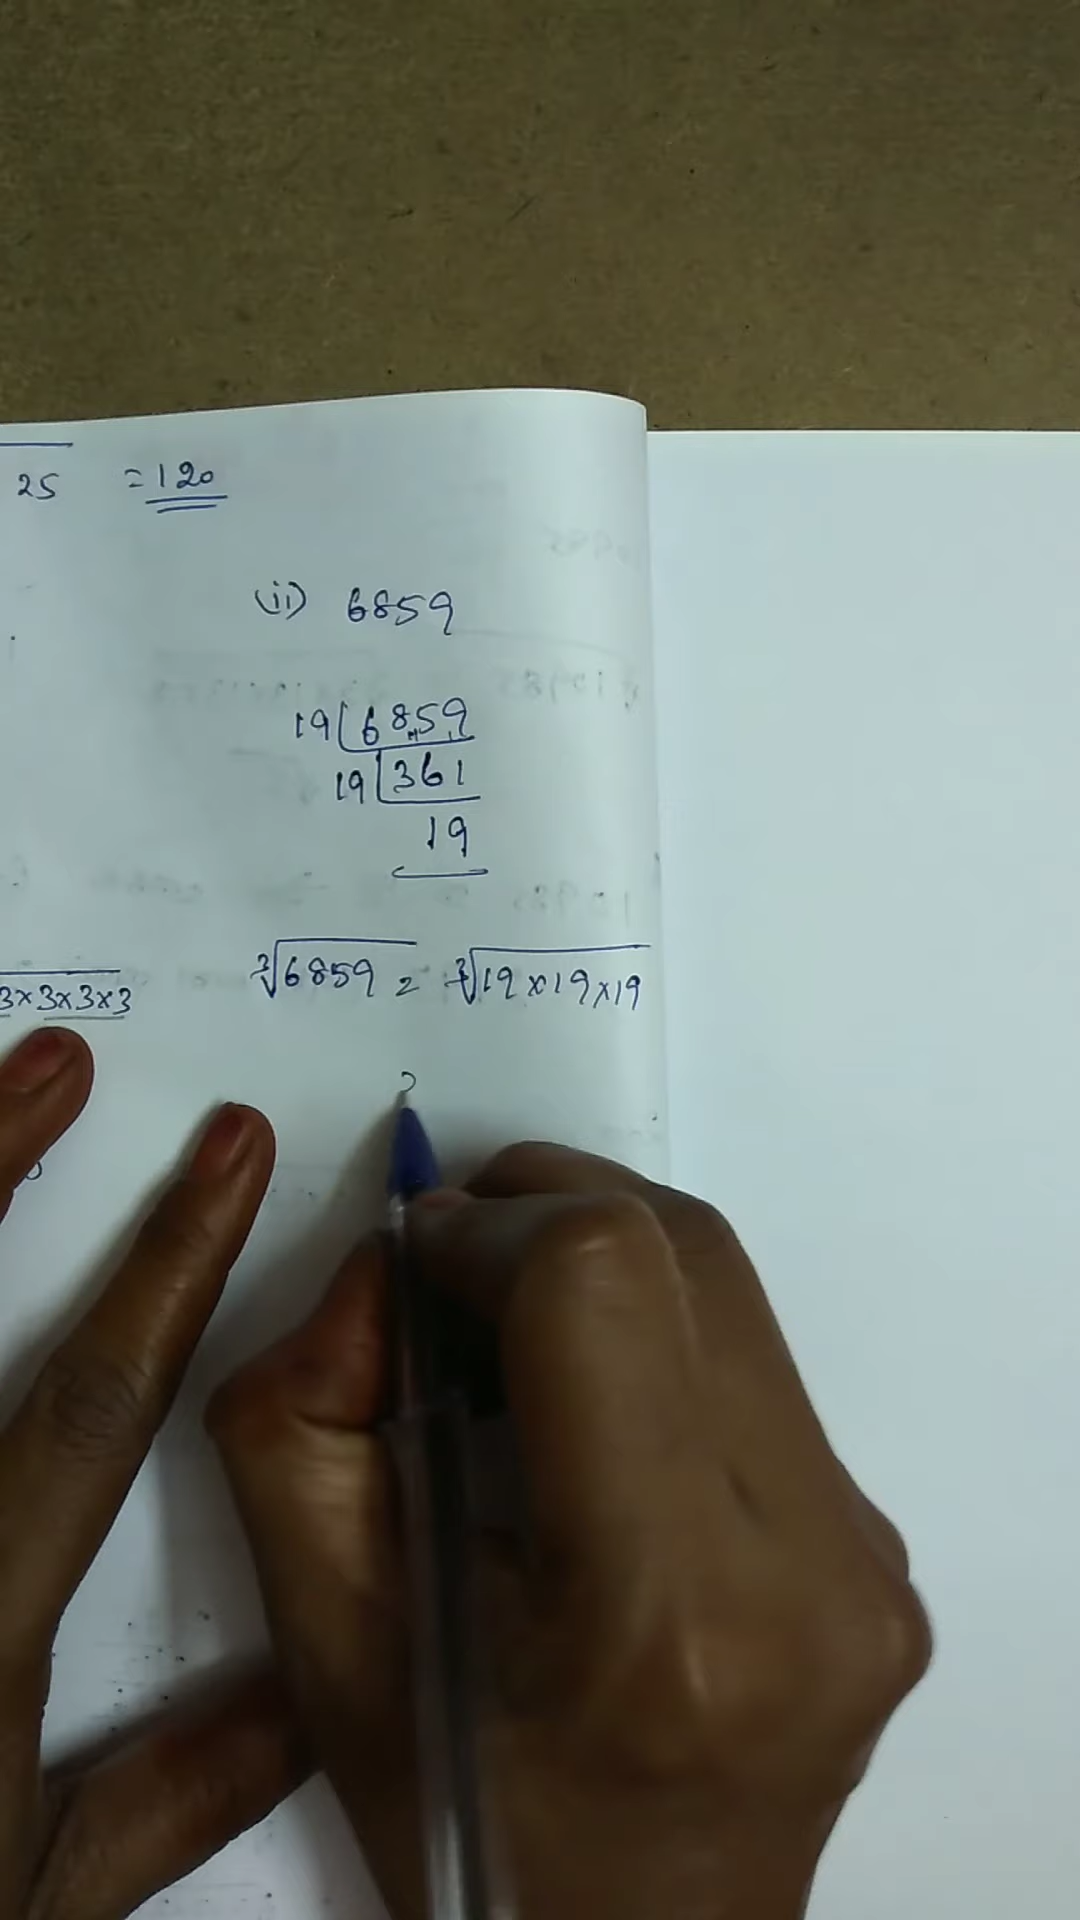 25 = 120
(ii) 6859
19 | 6859
19 | 361
19
3×3×3×3
∛6859 = ∛19×19×19